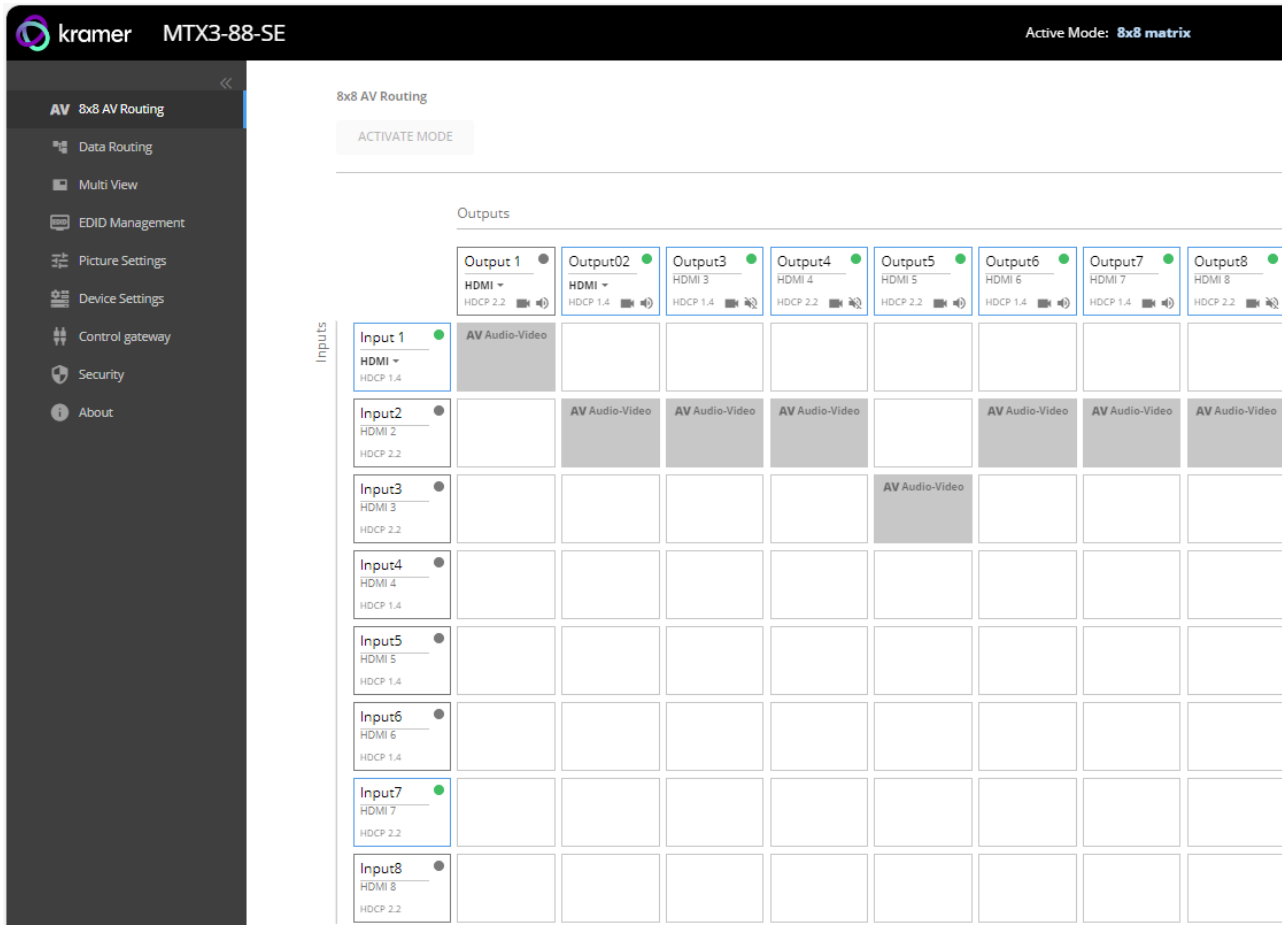 kramer MTX3-88-SE Active Mode: 8x8 matrix
AV 8x8 AV Routing
Data Routing
Multi View
EDID Management
Picture Settings
Device Settings
Control gateway
Security
About
8x8 AV Routing
ACTIVATE MODE
Outputs
Output 1 Output02 Output3 Output4 Output5 Output6 Output7 Output8
HDMI HDMI HDMI 3 HDMI 4 HDMI 5 HDMI 6 HDMI 7 HDMI 8
HDCP 2.2 HDCP 1.4 HDCP 1.4 HDCP 2.2 HDCP 2.2 HDCP 1.4 HDCP 1.4 HDCP 2.2
Inputs
Input 1 AV Audio-Video
HDMI
HDCP 1.4
Input2 AV Audio-Video AV Audio-Video AV Audio-Video AV Audio-Video AV Audio-Video AV Audio-Video
HDMI 2
HDCP 2.2
Input3 AV Audio-Video
HDMI 3
HDCP 2.2
Input4
HDMI 4
HDCP 1.4
Input5
HDMI 5
HDCP 1.4
Input6
HDMI 6
HDCP 1.4
Input7
HDMI 7
HDCP 2.2
Input8
HDMI 8
HDCP 2.2